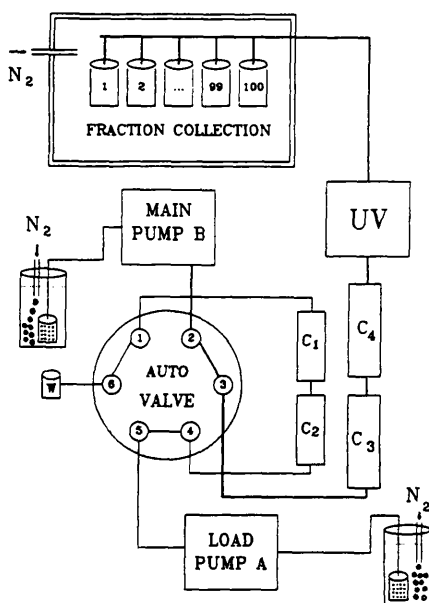 N2
1 2 ... 99 100
FRACTION COLLECTION
MAIN
PUMP B
UV
N2
1 2
C1 C4
6 AUTO 3
VALVE
W
5 4
C2 C3
N2
LOAD
PUMP A